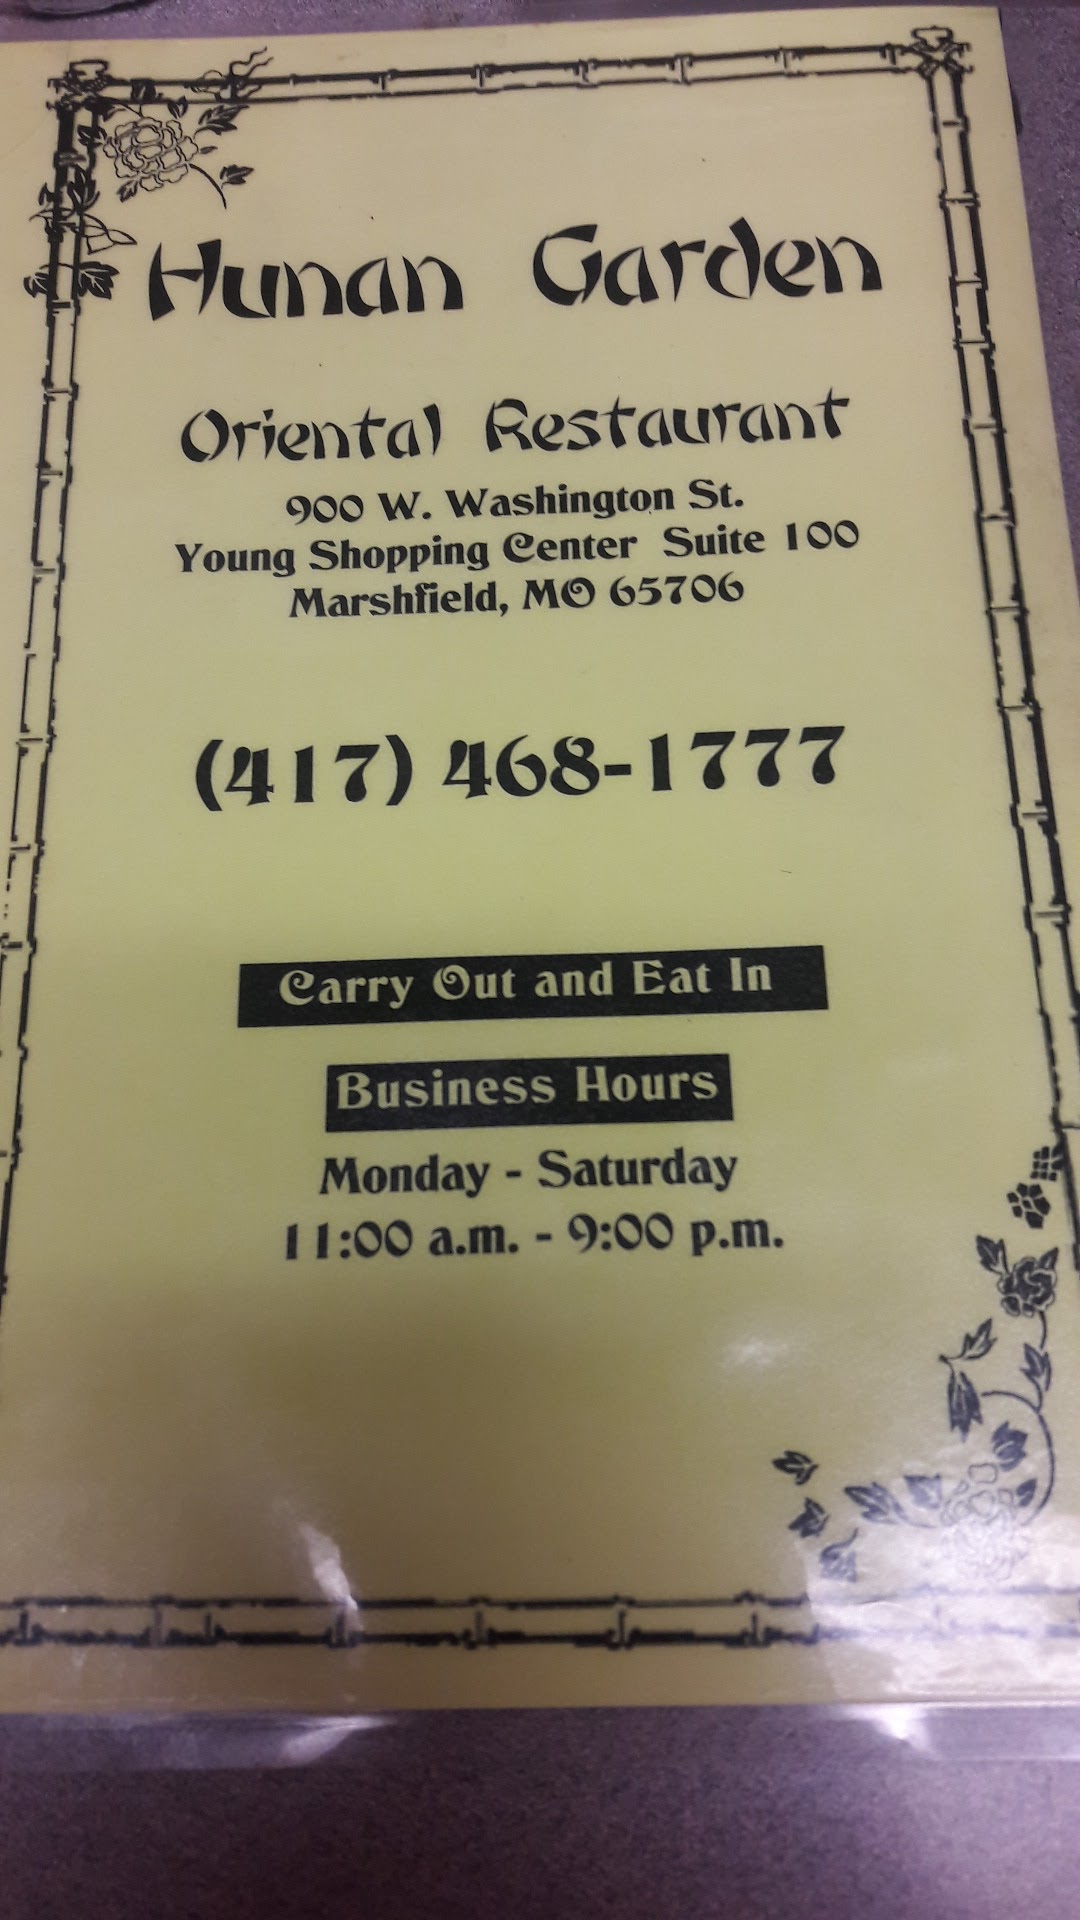 Hunan Garden
Oriental Restaurant
900 W. Washington St.
Young Shopping Center Suite 100
Marshfield, MO 65706
(417) 468-1777
Carry Out and Eat In
Business Hours
Monday - Saturday
11:00 a.m. - 9:00 p.m.